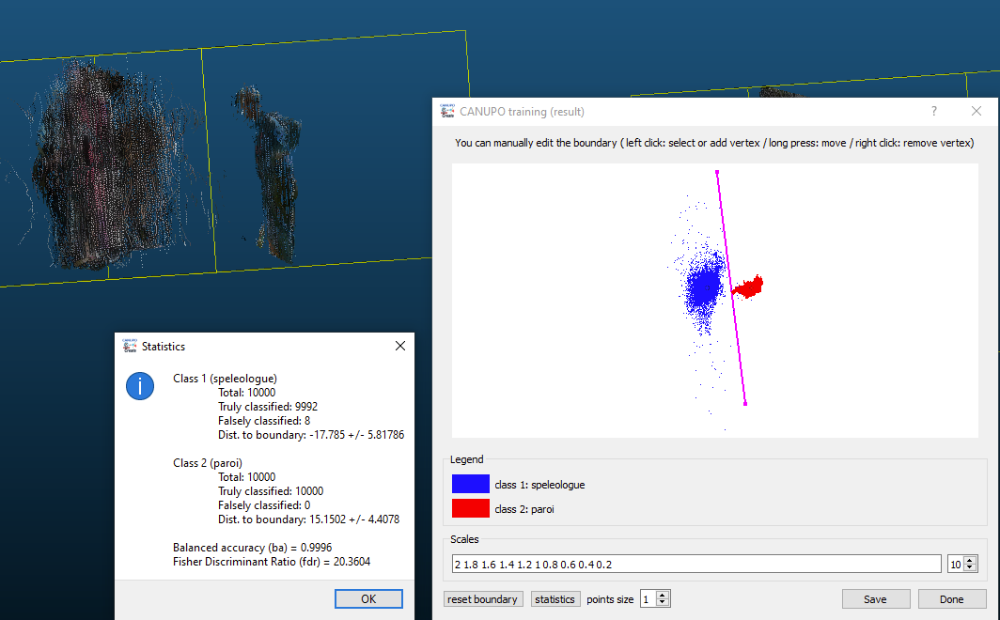 CANUPO training (result)
?
You can manually edit the boundary ( left click: select or add vertex / long press: move / right click: remove vertex)
Statistics
Class 1 (speleologue)
Total: 10000
Truly classified: 9992
Falsely classified: 8
Dist. to boundary: -17.785 +/- 5.81786
Class 2 (paroi)
Total: 10000
Truly classified: 10000
Falsely classified: 0
Dist. to boundary: 15.1502 +/- 4.4078
Balanced accuracy (ba) = 0.9996
Fisher Discriminant Ratio (fdr) = 20.3604
OK
Legend
class 1: speleologue
class 2: paroi
Scales
2 1.8 1.6 1.4 1.2 1 0.8 0.6 0.4 0.2
10
reset boundary statistics points size 1 Save Done